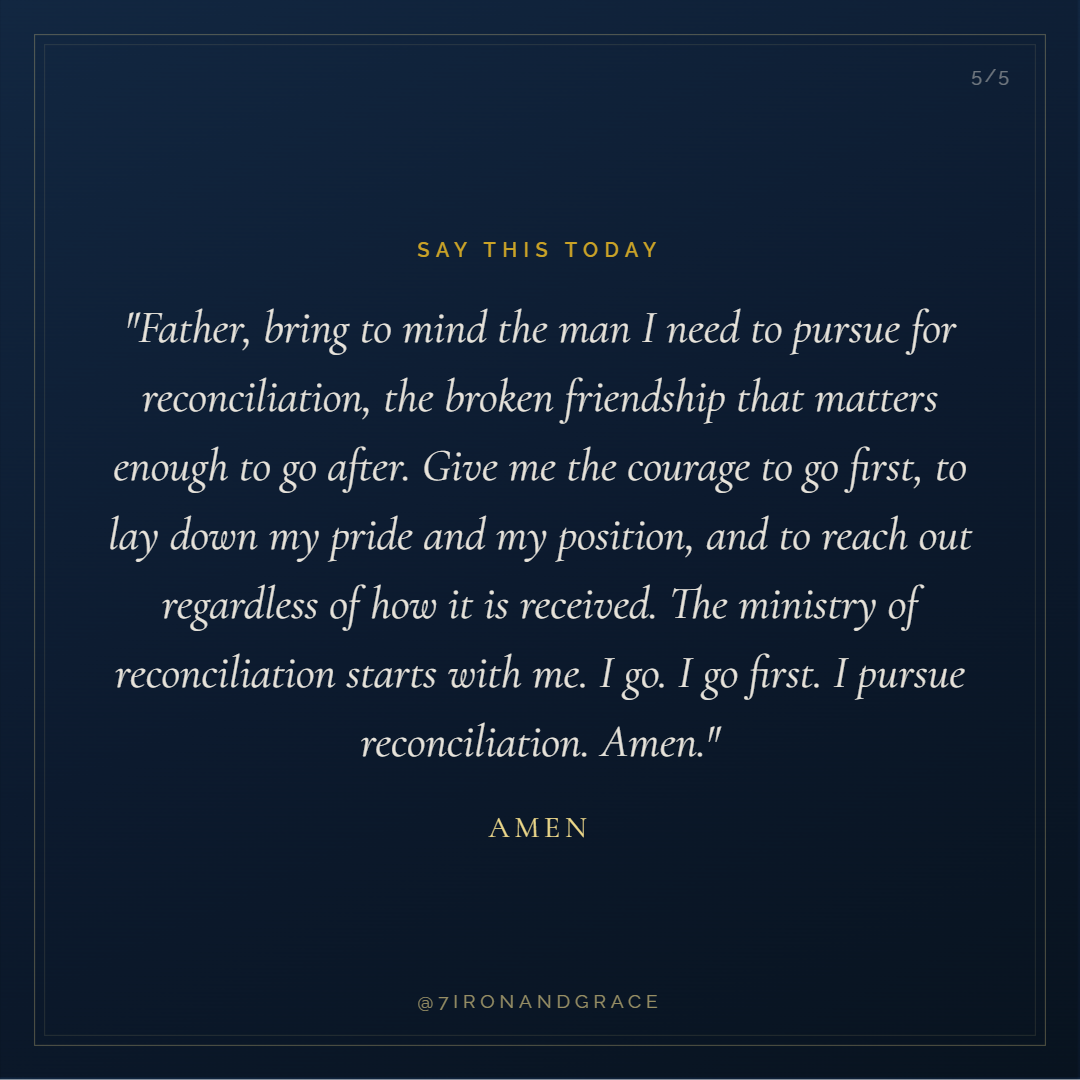 5/5
SAY THIS TODAY
"Father, bring to mind the man I need to pursue for
reconciliation, the broken friendship that matters
enough to go after. Give me the courage to go first, to
lay down my pride and my position, and to reach out
regardless of how it is received. The ministry of
reconciliation starts with me. I go. I go first. I pursue
reconciliation. Amen."
AMEN
@7IRONANDGRACE